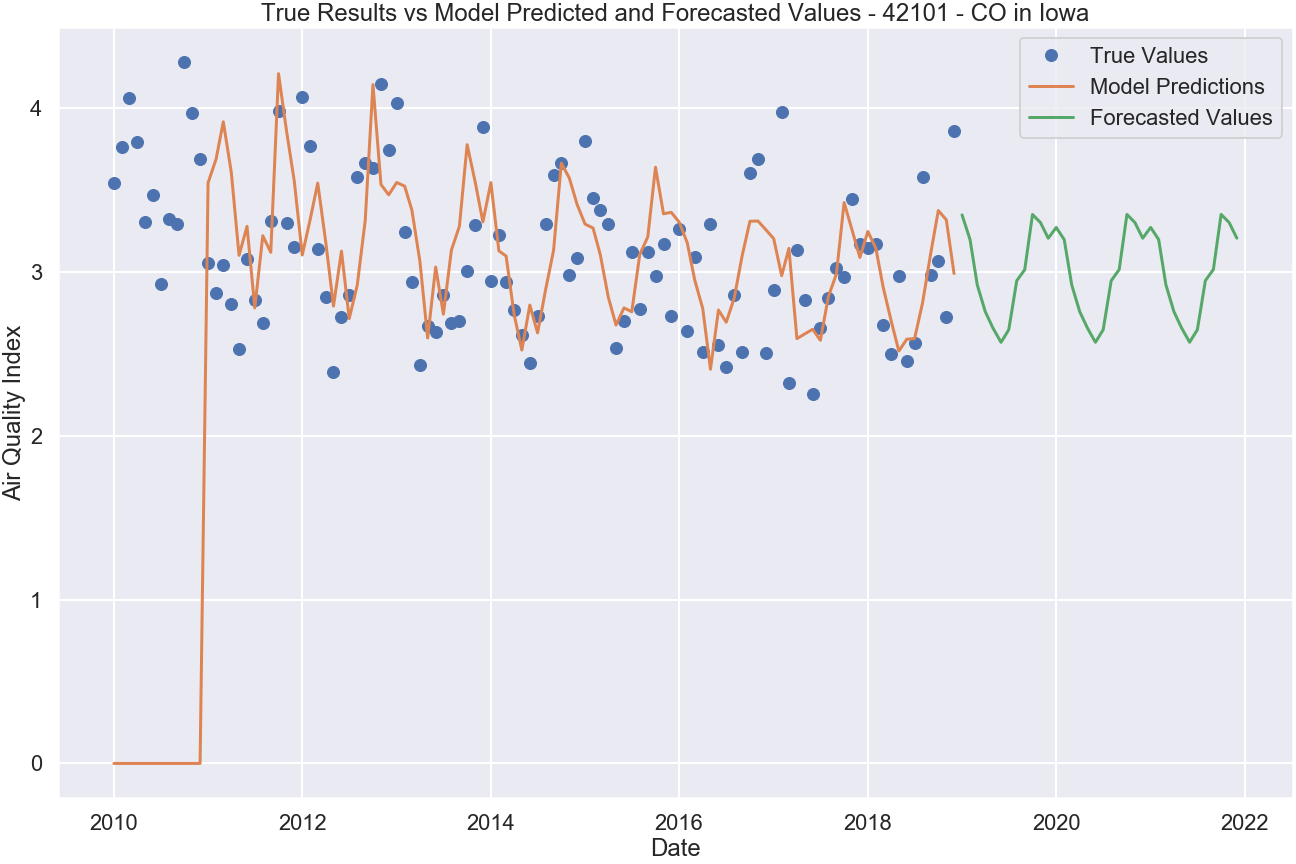 True Results vs Model Predicted and Forecasted Values - 42101 - CO in Iowa
True Values
Model Predictions
Forecasted Values
Air Quality Index
4
3
2
1
0
2010 2012 2014 2016 2018 2020 2022
Date